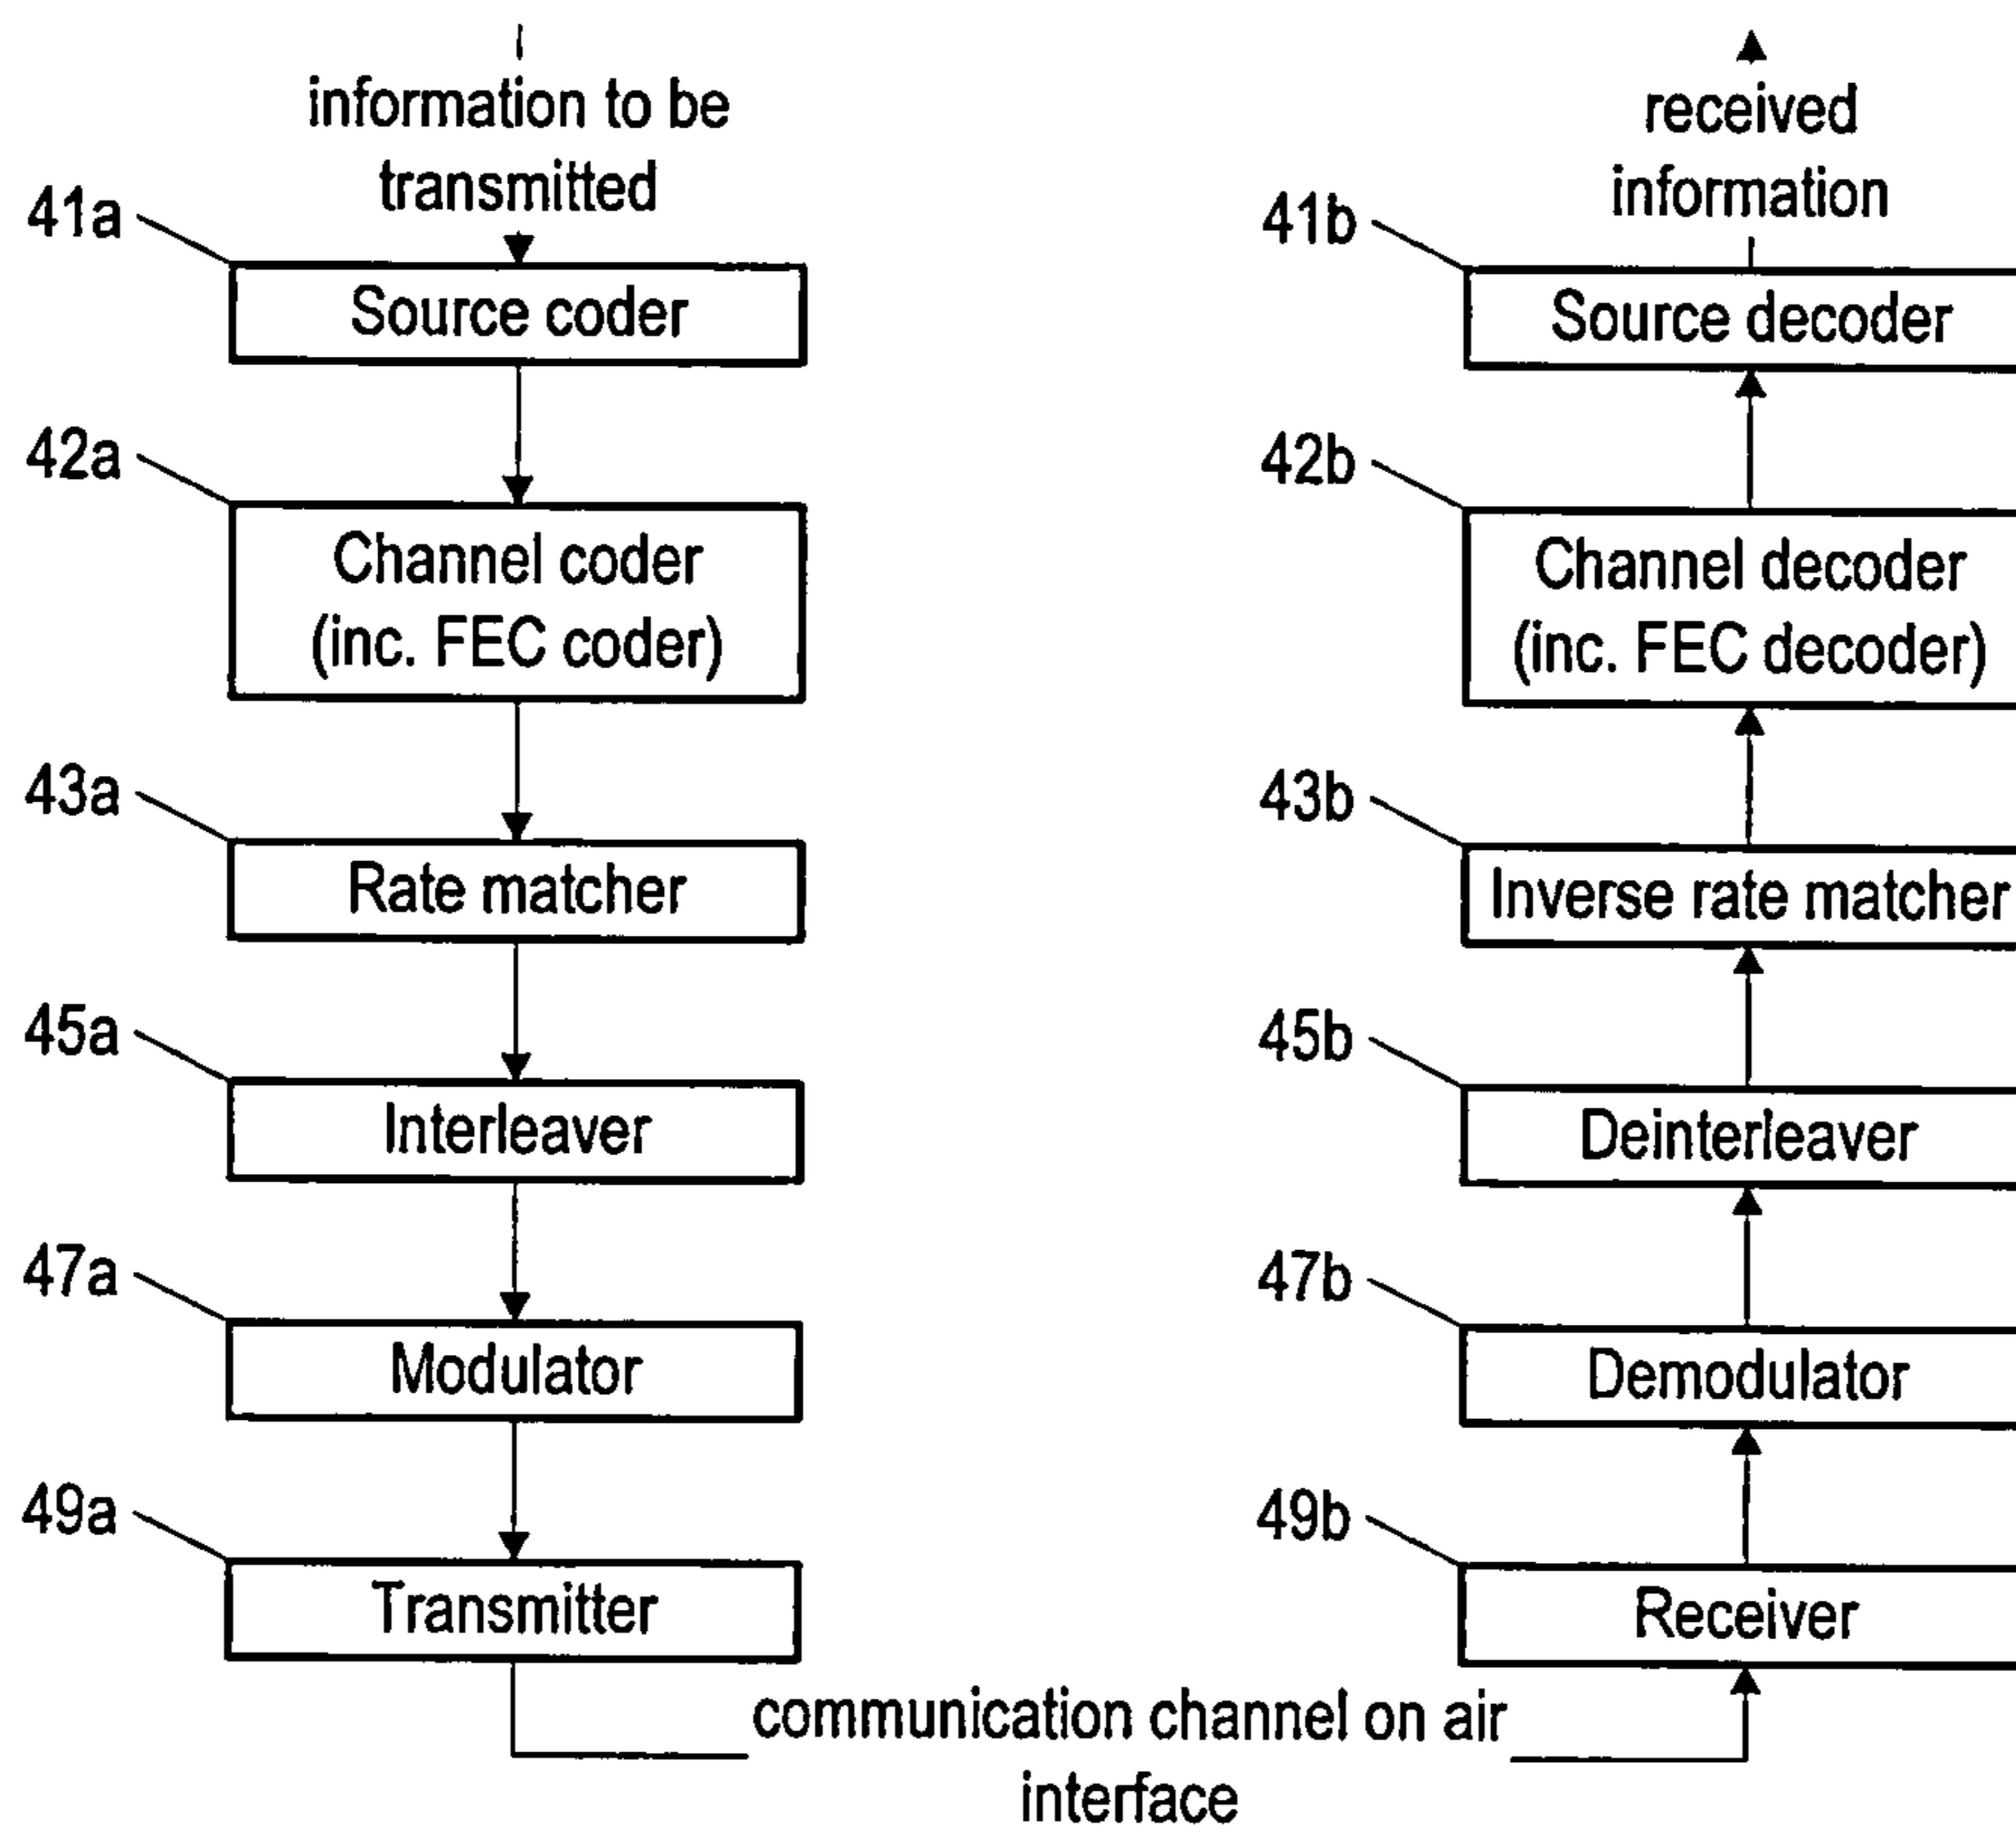 information to be
transmitted
41a
Source coder
42a
Channel coder
(inc. FEC coder)
43a
Rate matcher
45a
Interleaver
47a
Modulator
49a
Transmitter
communication channel on air
interface
received
information
41b
Source decoder
42b
Channel decoder
(inc. FEC decoder)
43b
Inverse rate matcher
45b
Deinterleaver
47b
Demodulator
49b
Receiver